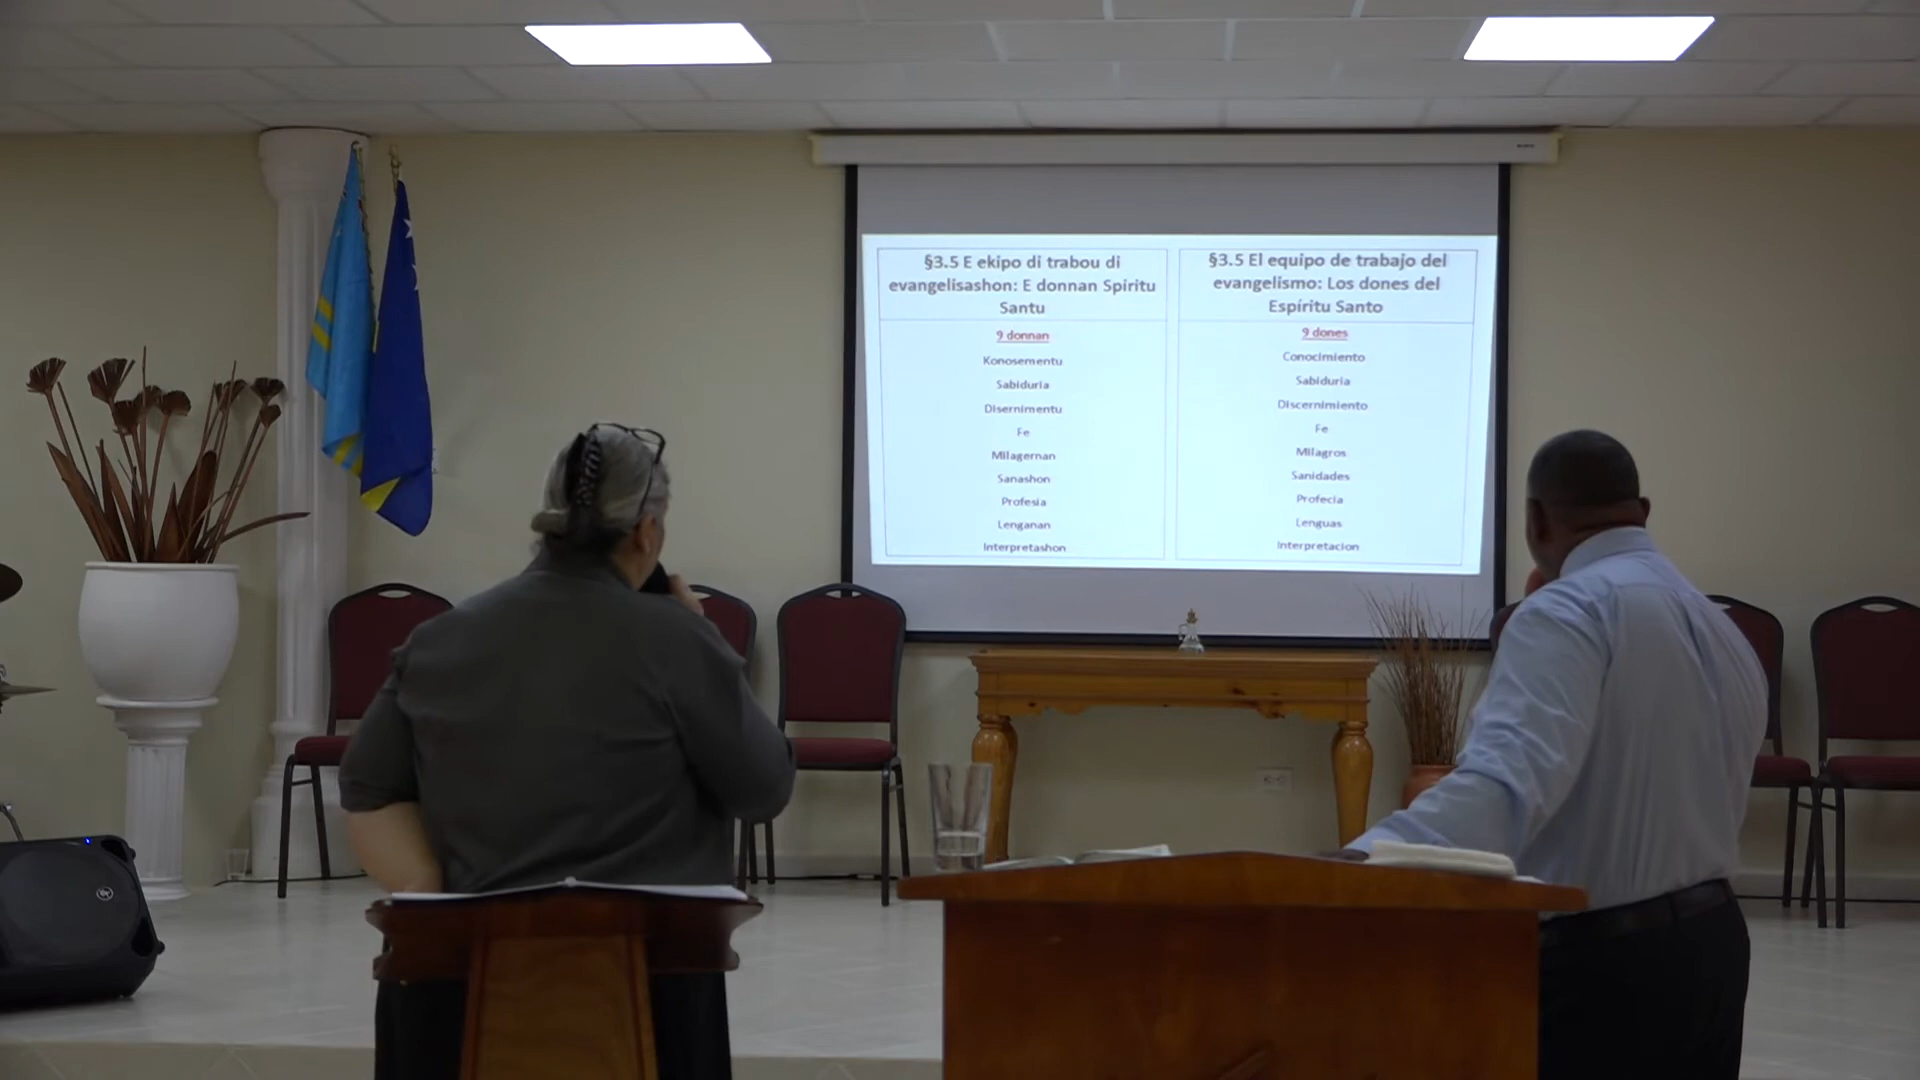 §3.5 E ekipo di trabou di
evangelisashon: E donnan Spiritu
Santu
9 donnan
Konosementu
Sabiduria
Disernimentu
Fe
Milagernan
Sanashon
Profesia
Lenganan
Interpretashon
§3.5 El equipo de trabajo del
evangelismo: Los dones del
Espíritu Santo
9 dones
Conocimiento
Sabiduria
Discernimiento
Fe
Milagros
Sanidades
Profecia
Lenguas
Interpretacion